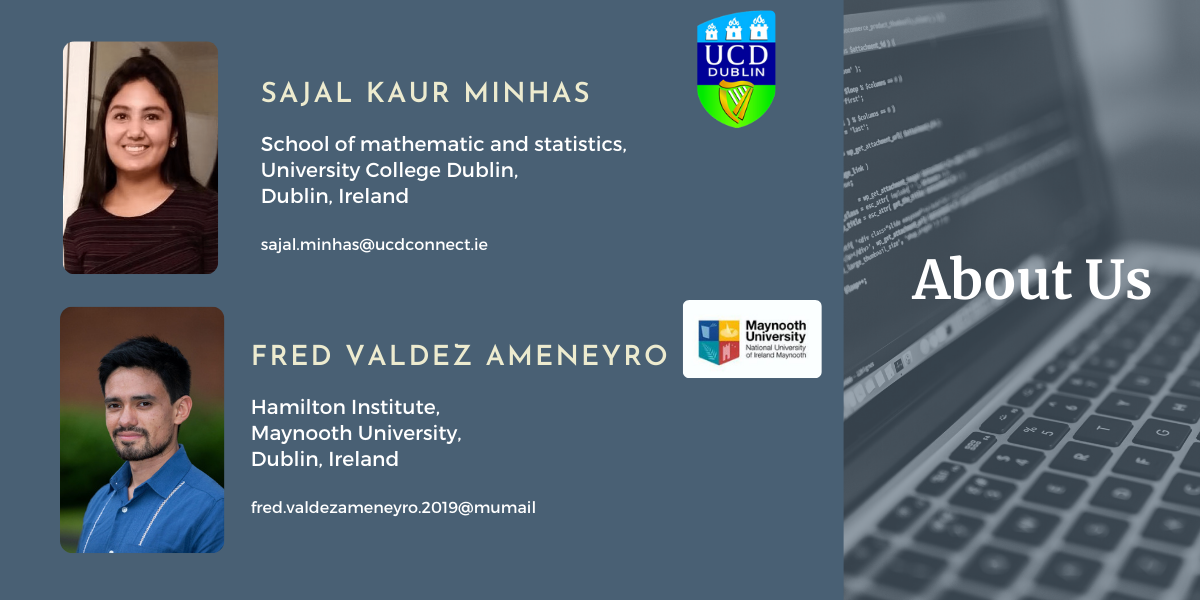 SAJAL KAUR MINHAS
School of mathematic and statistics,
University College Dublin,
Dublin, Ireland
sajal.minhas@ucdconnect.ie
UCD
DUBLIN
FRED VALDEZ AMENEYRO
Hamilton Institute,
Maynooth University,
Dublin, Ireland
fred.valdezameneyro.2019@mumail
Maynooth
University
National University
of Ireland Maynooth
About Us